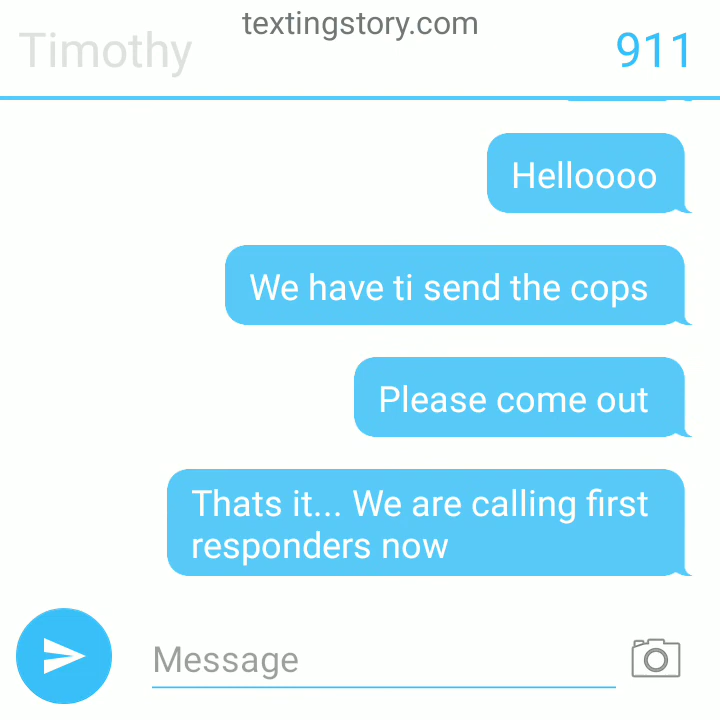 textingstory.com
Timothy
911
Helloooo
We have ti send the cops
Please come out
Thats it... We are calling first
responders now
Message